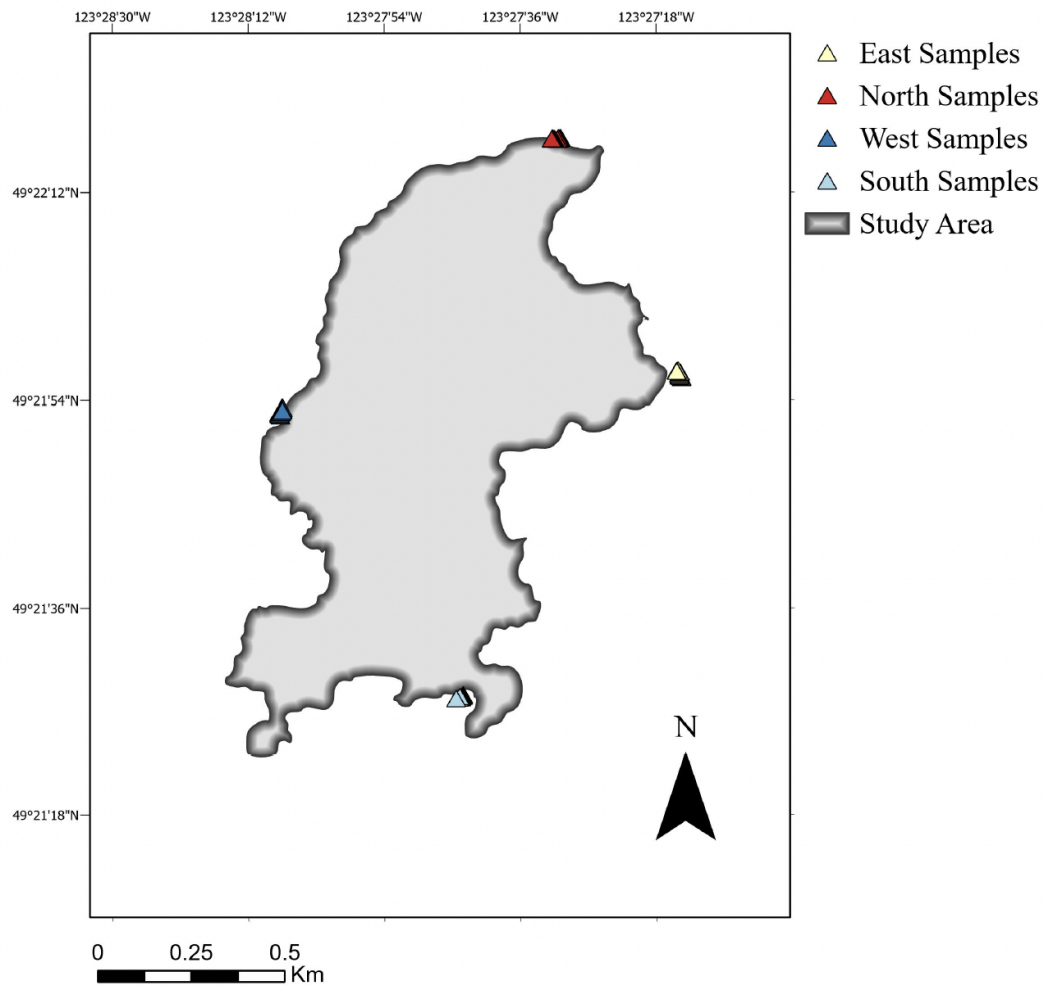 123°28'30"W 123°28'12"W 123°27'54"W 123°27'36"W 123°27'18"W
East Samples
North Samples
West Samples
South Samples
Study Area
49°22'12"N
49°21'54"N
49°21'36"N
49°21'18"N
N
0 0.25 0.5
Km